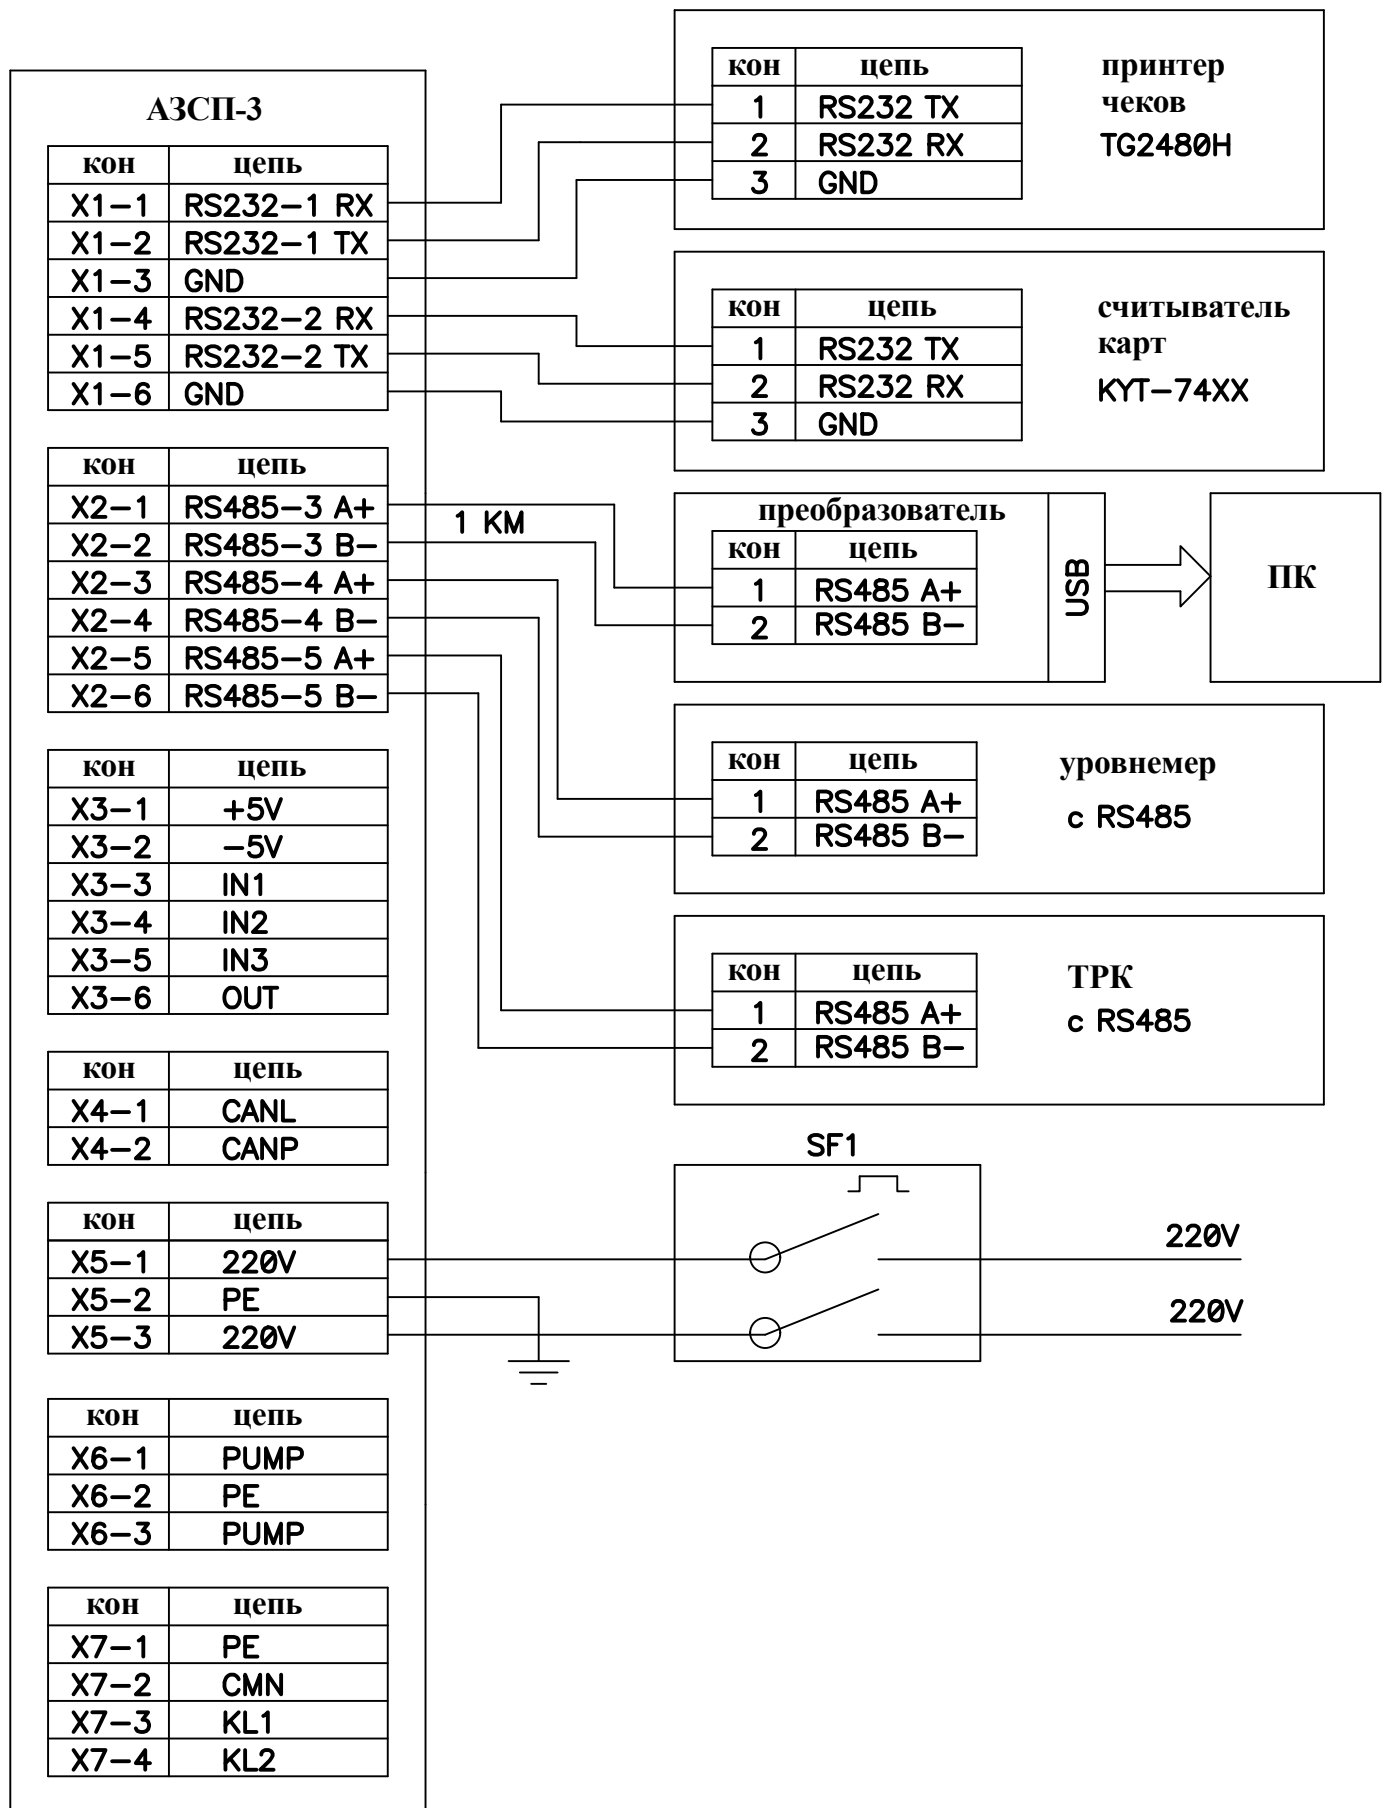 АЗСП-3
кон цепь
X1-1 RS232-1 RX
X1-2 RS232-1 TX
X1-3 GND
X1-4 RS232-2 RX
X1-5 RS232-2 TX
X1-6 GND
кон цепь
X2-1 RS485-3 A+
X2-2 RS485-3 B-
X2-3 RS485-4 A+
X2-4 RS485-4 B-
X2-5 RS485-5 A+
X2-6 RS485-5 B-
кон цепь
X3-1 +5V
X3-2 -5V
X3-3 IN1
X3-4 IN2
X3-5 IN3
X3-6 OUT
кон цепь
X4-1 CANL
X4-2 CANP
кон цепь
X5-1 220V
X5-2 PE
X5-3 220V
кон цепь
X6-1 PUMP
X6-2 PE
X6-3 PUMP
кон цепь
X7-1 PE
X7-2 CMN
X7-3 KL1
X7-4 KL2
кон цепь
1 RS232 TX
2 RS232 RX
3 GND
принтер
чеков
TG2480H
кон цепь
1 RS232 TX
2 RS232 RX
3 GND
считыватель
карт
KYT-74XX
1 KM
преобразователь
кон цепь
1 RS485 A+
2 RS485 B-
USB
ПК
кон цепь
1 RS485 A+
2 RS485 B-
уровнемер
с RS485
кон цепь
1 RS485 A+
2 RS485 B-
ТРК
с RS485
SF1
220V
220V